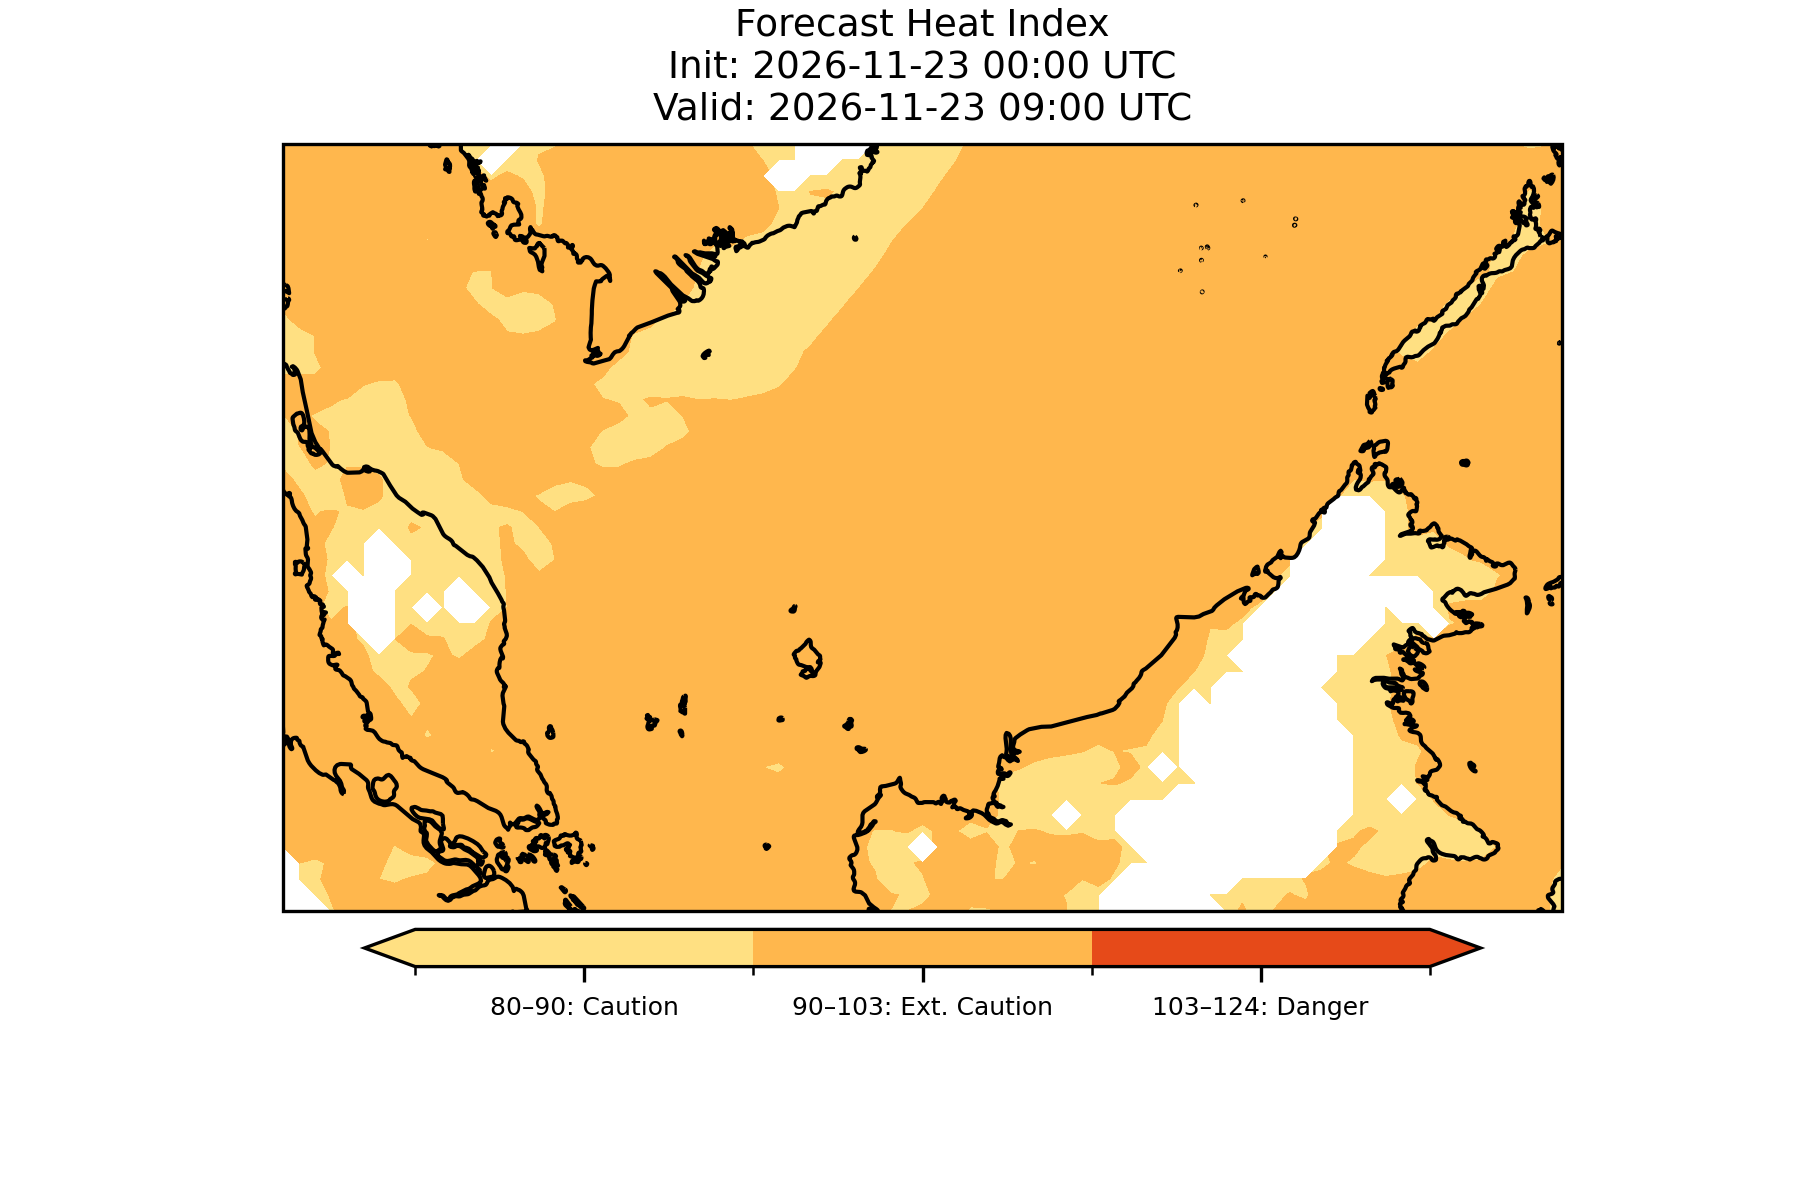 Forecast Heat Index
Init: 2026-11-23 00:00 UTC
Valid: 2026-11-23 09:00 UTC
80–90: Caution
90–103: Ext. Caution
103–124: Danger